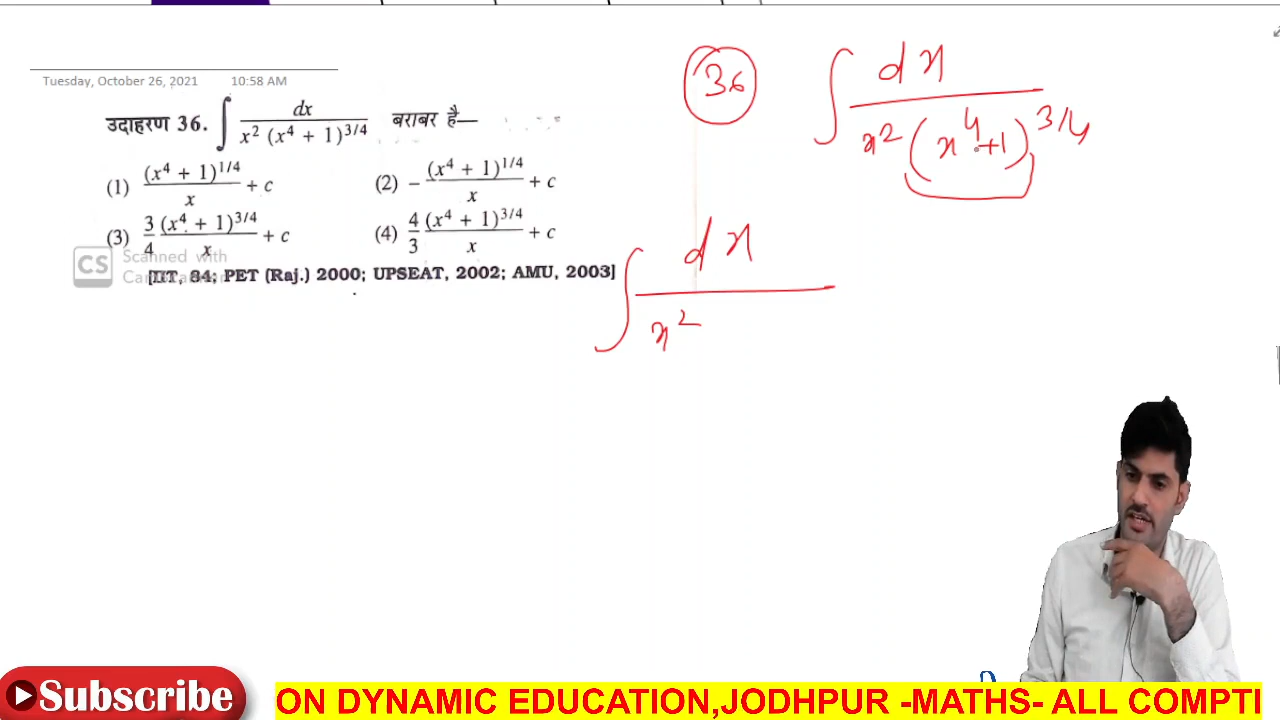 Tuesday, October 26, 2021 10:58 AM
उदाहरण 36. ∫ dx / x² (x⁴ + 1)^3/4 बराबर है—
(1) (x⁴ + 1)^1/4 / x + c
(2) – (x⁴ + 1)^1/4 / x + c
(3) 3/4 (x⁴ + 1)^3/4 / x + c
(4) 4/3 (x⁴ + 1)^3/4 / x + c
CS Scanned with
[IIT, 84; PET (Raj.) 2000; UPSEAT, 2002; AMU, 2003]
36
∫ dx / x² (x⁴+1)^3/4
∫ dx / x²
Subscribe
ON DYNAMIC EDUCATION,JODHPUR -MATHS- ALL COMPTI